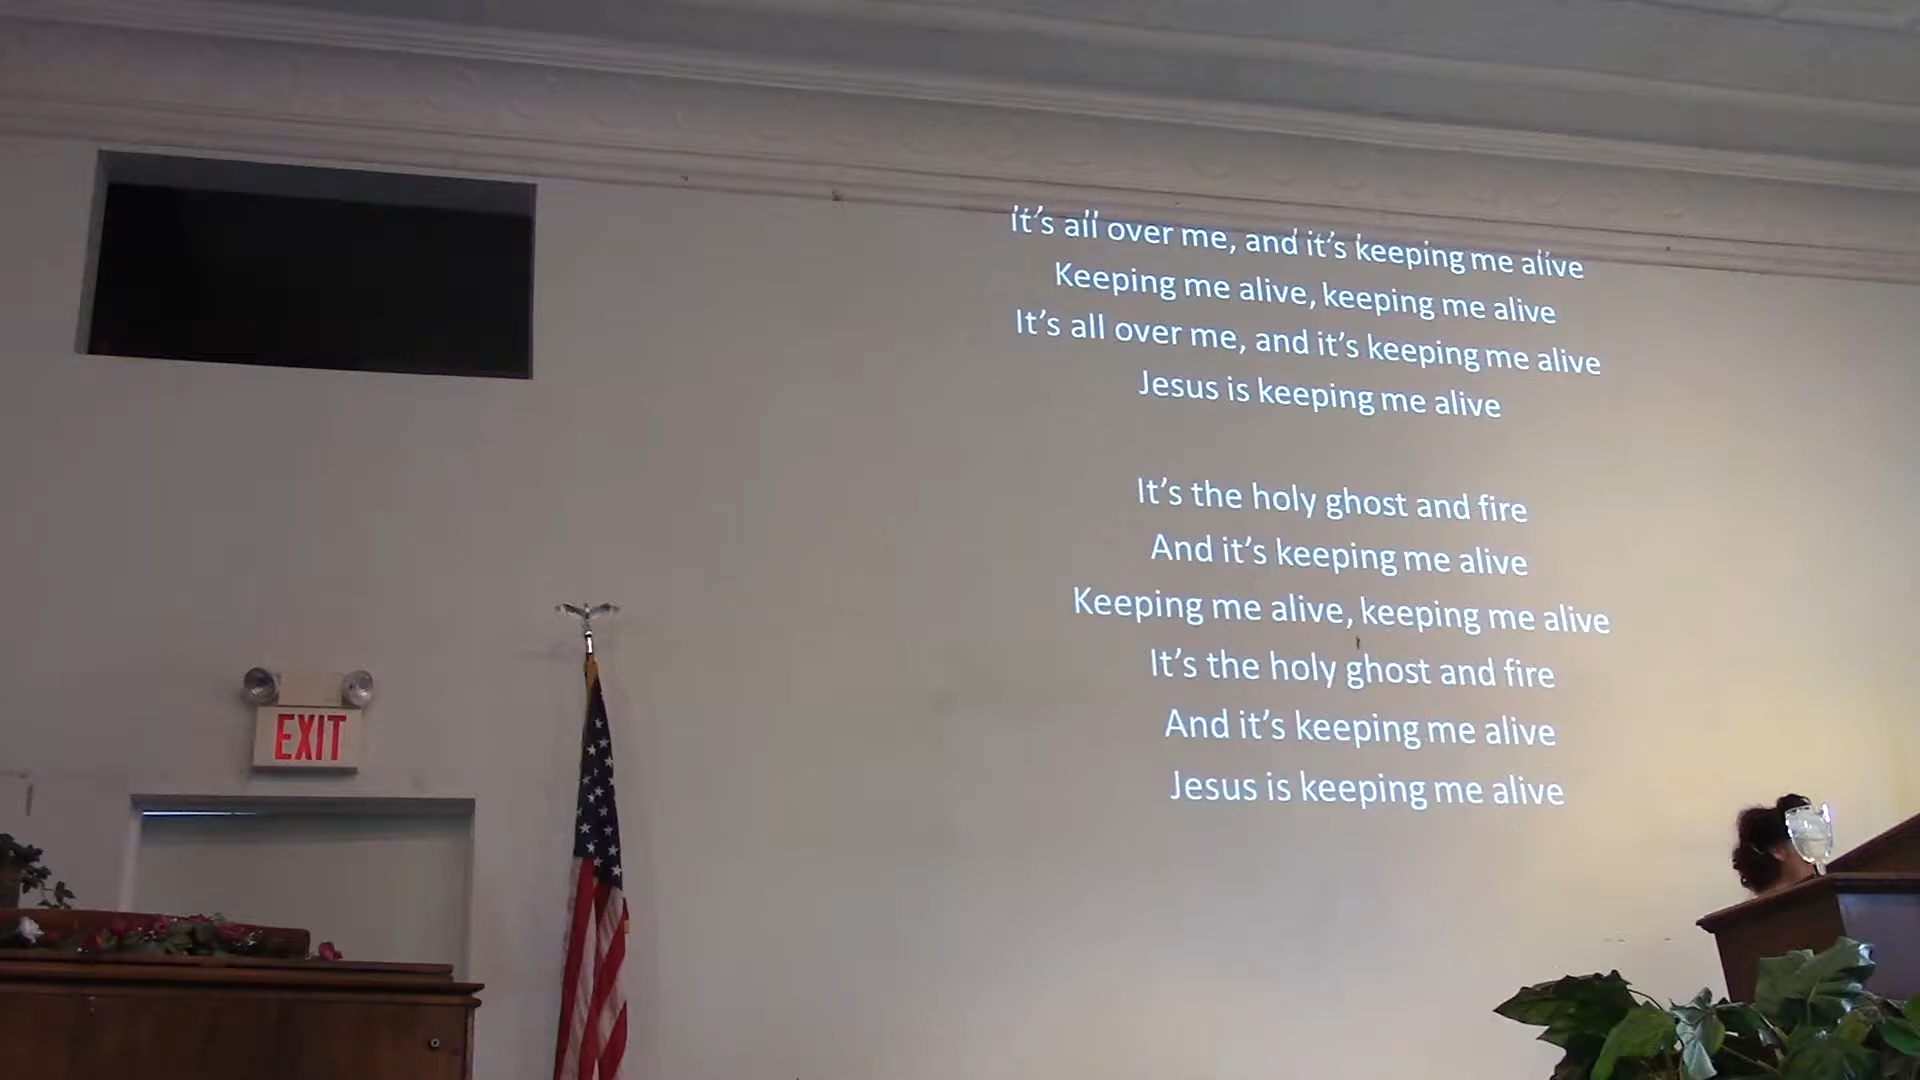 It's all over me, and it's keeping me alive
Keeping me alive, keeping me alive
It's all over me, and it's keeping me alive
Jesus is keeping me alive
It's the holy ghost and fire
And it's keeping me alive
Keeping me alive, keeping me alive
It's the holy ghost and fire
And it's keeping me alive
Jesus is keeping me alive
EXIT